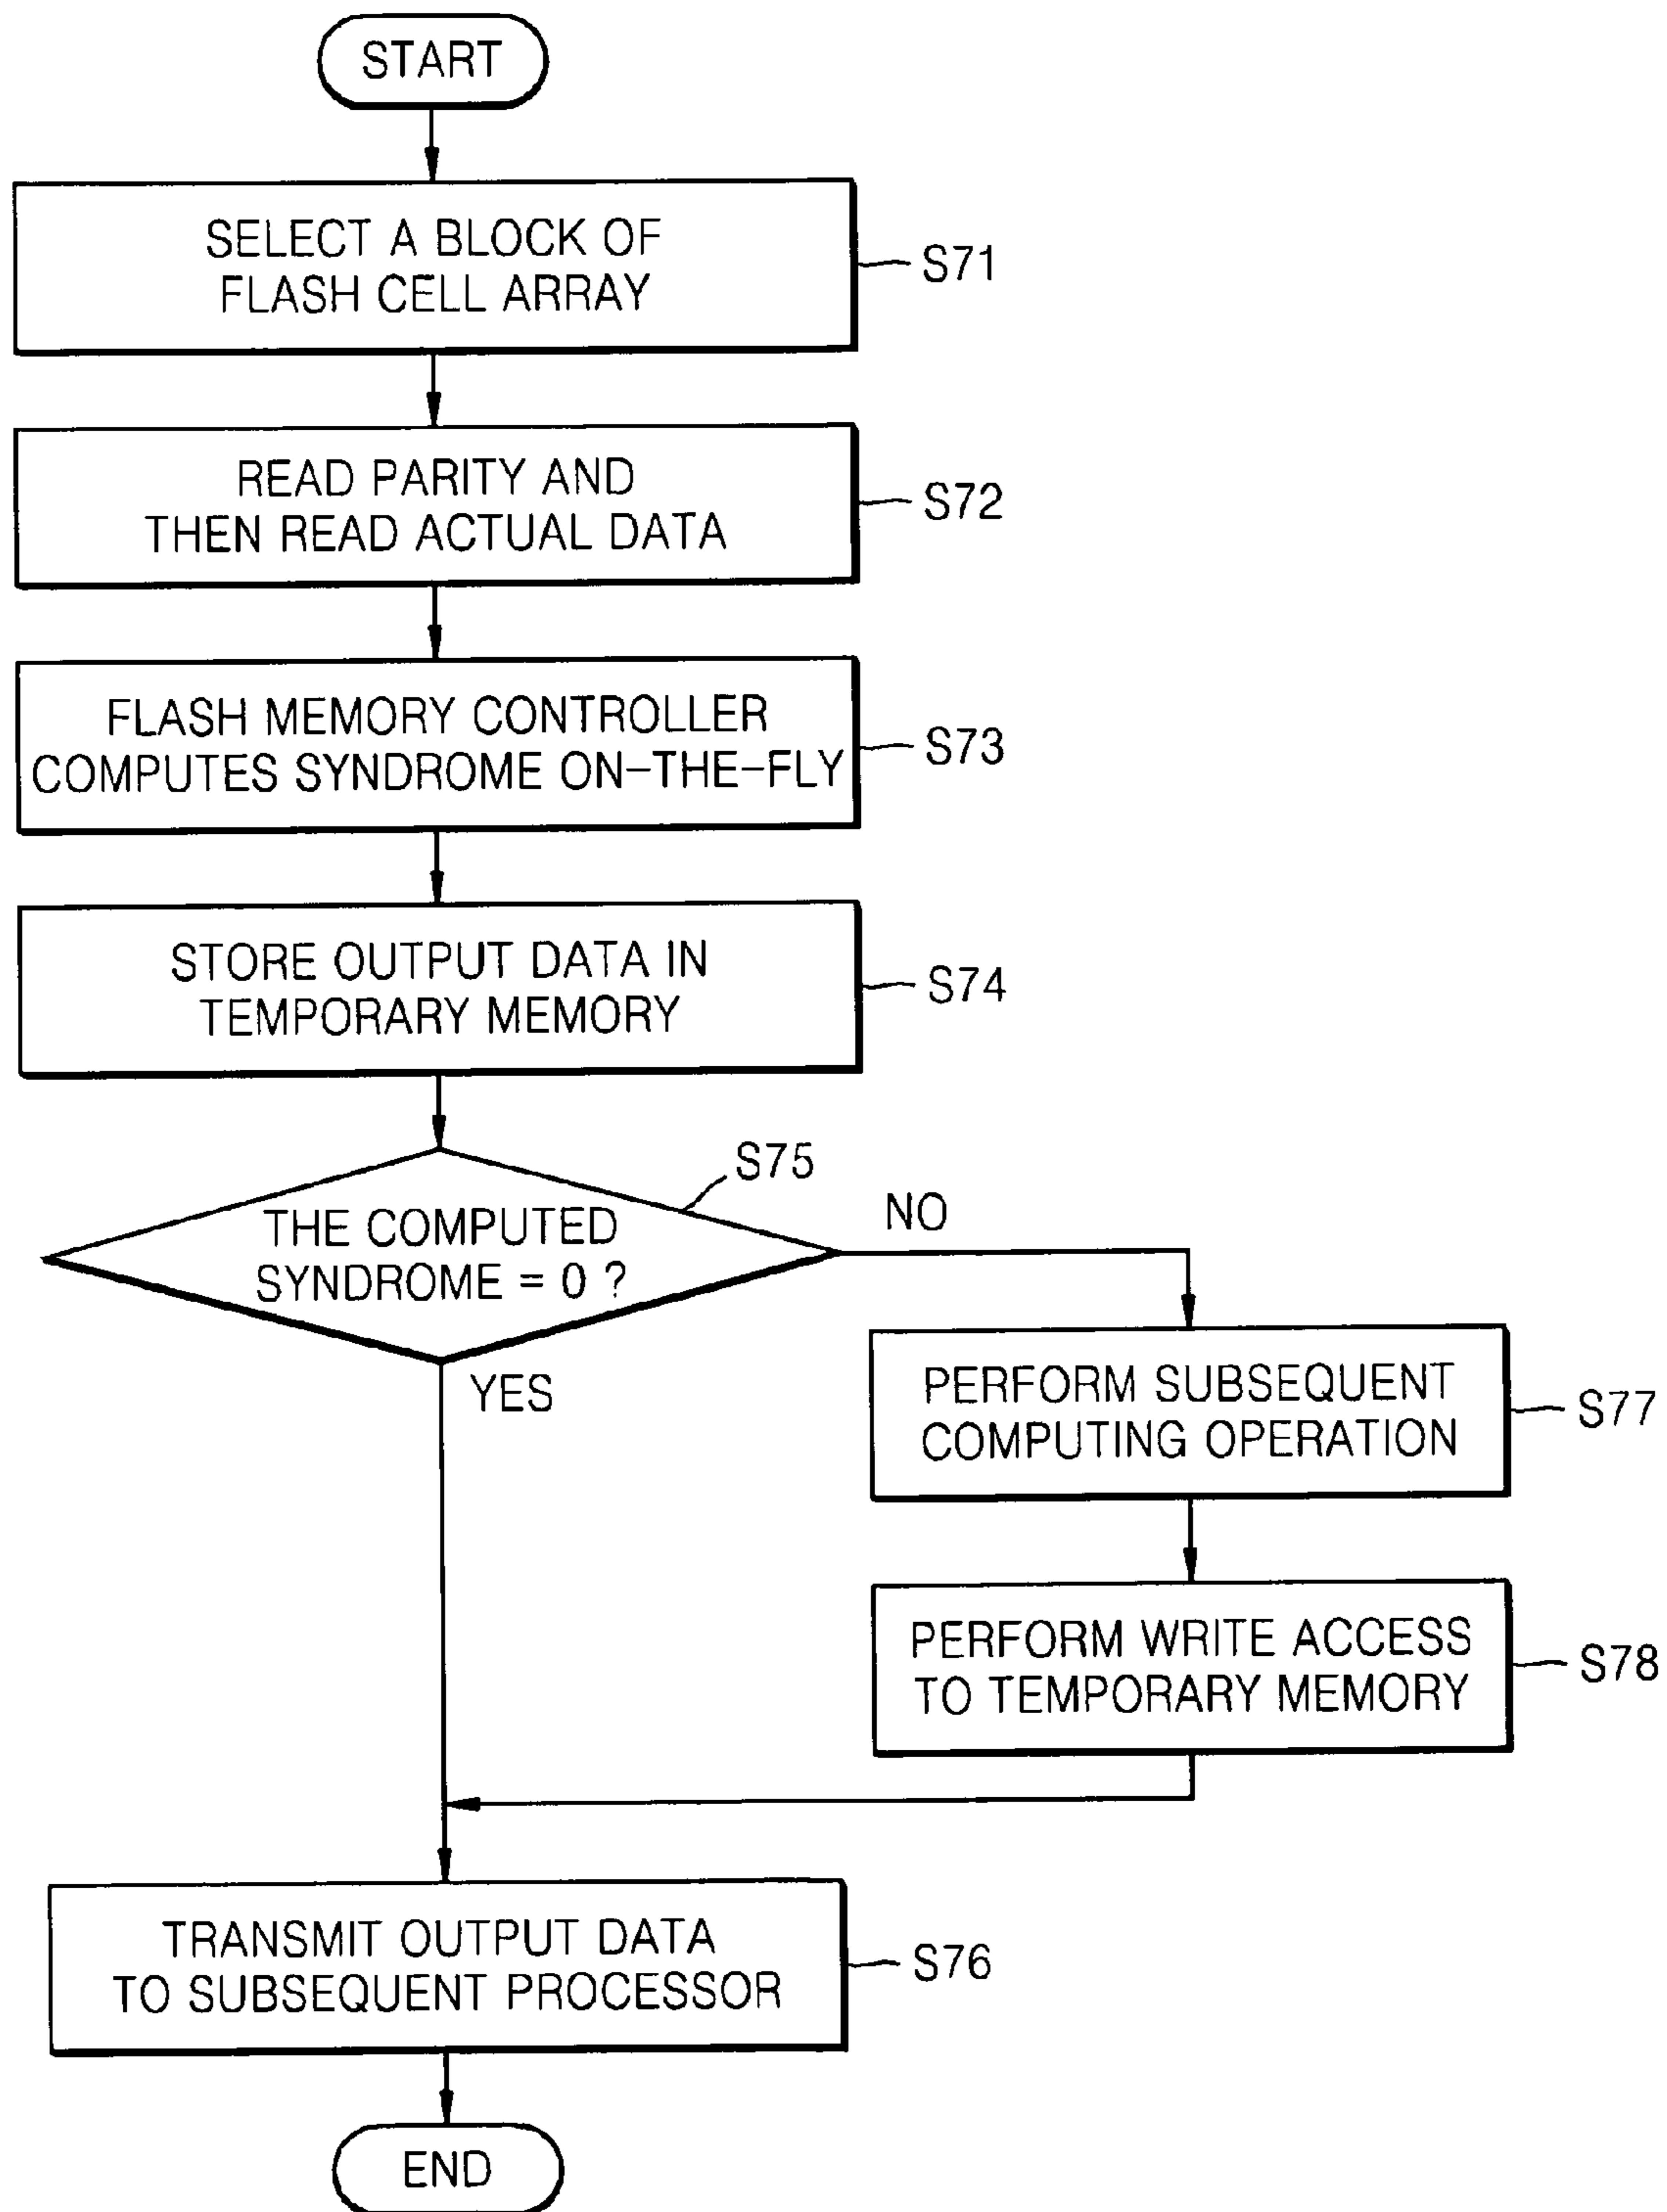 START
SELECT A BLOCK OF
FLASH CELL ARRAY
S71
READ PARITY AND
THEN READ ACTUAL DATA
S72
FLASH MEMORY CONTROLLER
COMPUTES SYNDROME ON-THE-FLY
S73
STORE OUTPUT DATA IN
TEMPORARY MEMORY
S74
S75
THE COMPUTED
SYNDROME = 0 ?
NO
YES
PERFORM SUBSEQUENT
COMPUTING OPERATION
S77
PERFORM WRITE ACCESS
TO TEMPORARY MEMORY
S78
TRANSMIT OUTPUT DATA
TO SUBSEQUENT PROCESSOR
S76
END